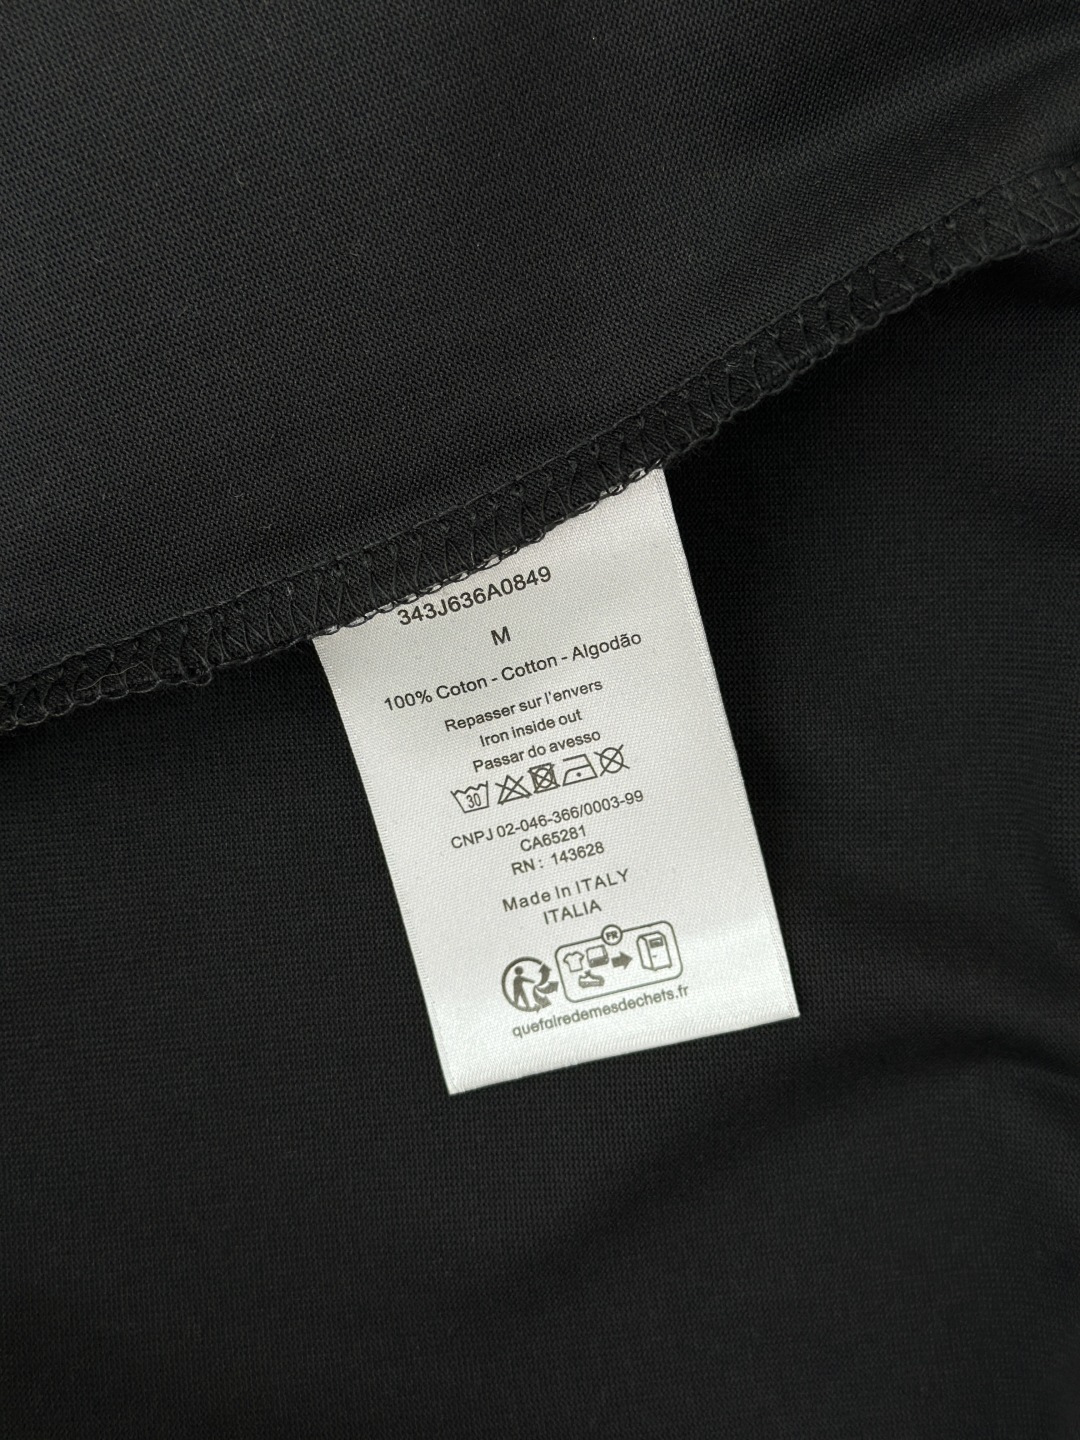 343J636A0849
M
100% Coton - Cotton - Algodão
Repasser sur l'envers
Iron inside out
Passar do avesso
30
CNPJ 02-046-366/0003-99
CA65281
RN : 143628
Made In ITALY
ITALIA
FR
quefairedemesdechets.fr